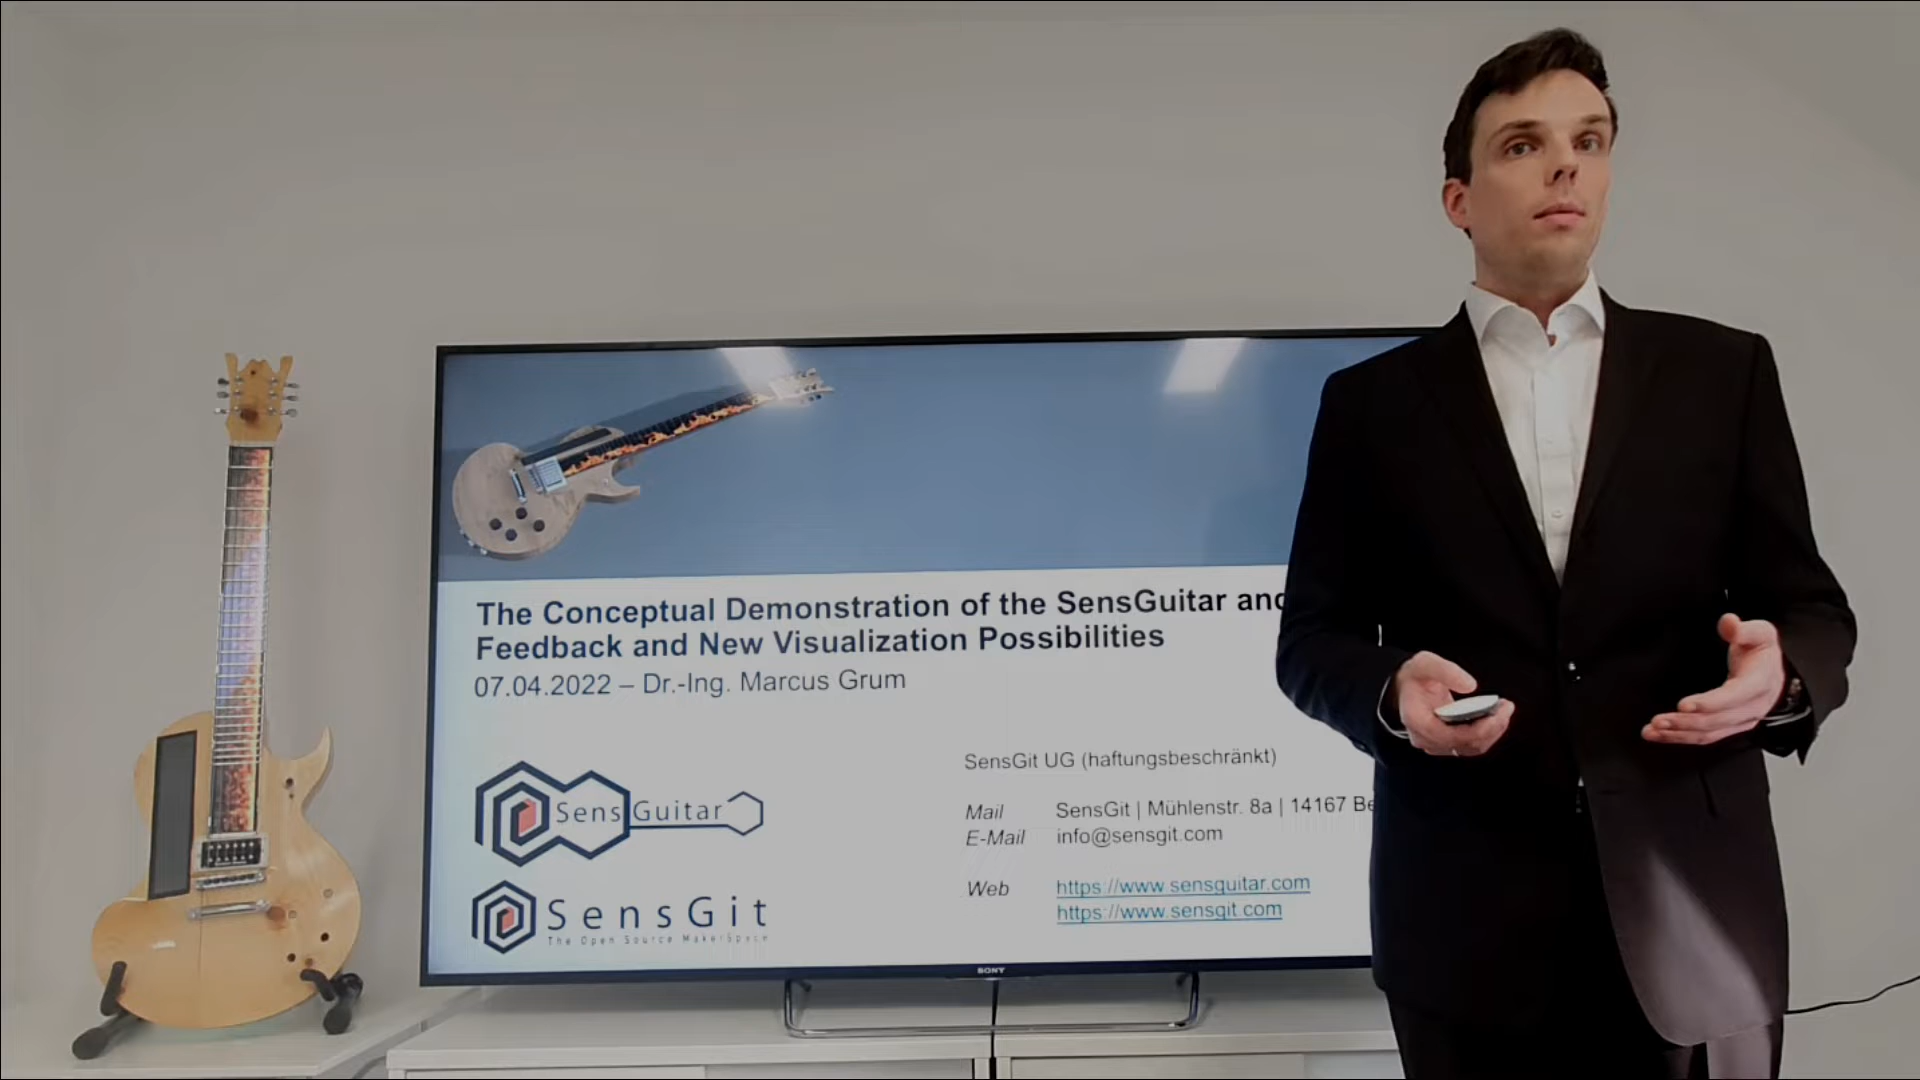 The Conceptual Demonstration of the SensGuitar and
Feedback and New Visualization Possibilities
07.04.2022 – Dr.-Ing. Marcus Grum
SensGuitar
SensGit
The Open Source MakerSpace
SensGit UG (haftungsbeschränkt)
Mail SensGit | Mühlenstr. 8a | 14167 Be
E-Mail info@sensgit.com
Web https://www.sensguitar.com
https://www.sensgit.com
SONY